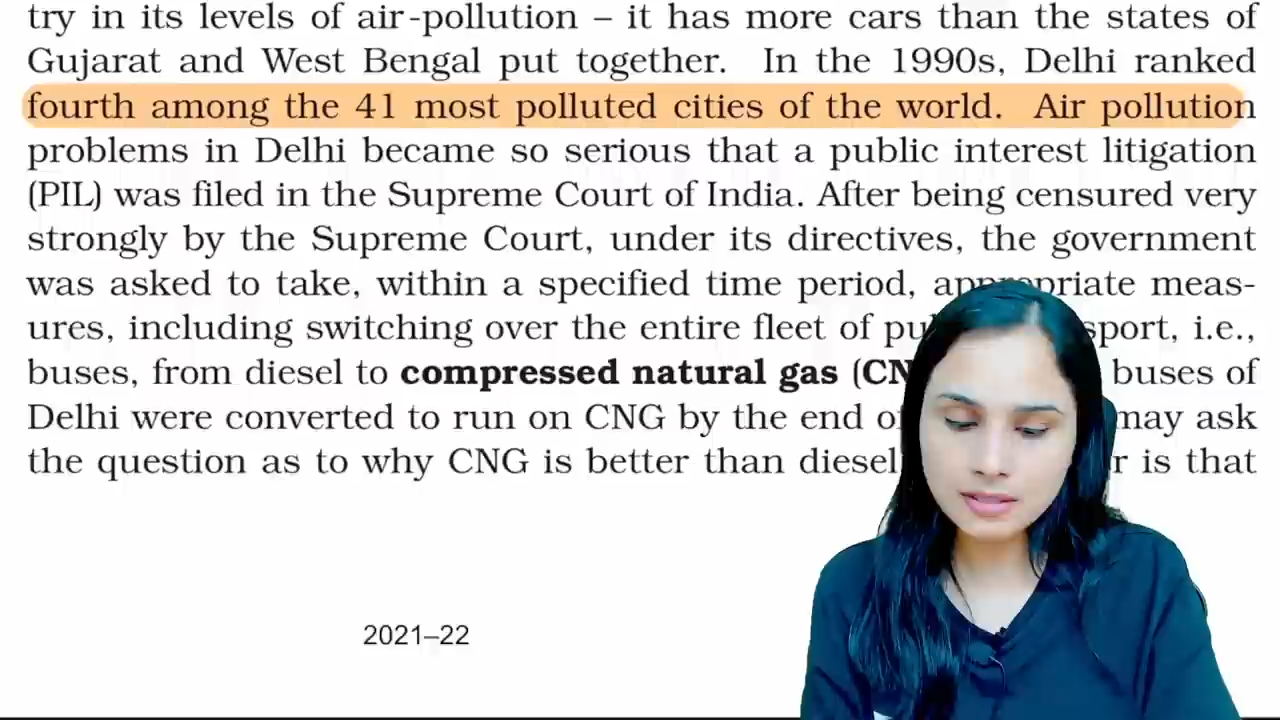 try in its levels of air-pollution – it has more cars than the states of
Gujarat and West Bengal put together. In the 1990s, Delhi ranked
fourth among the 41 most polluted cities of the world. Air pollution
problems in Delhi became so serious that a public interest litigation
(PIL) was filed in the Supreme Court of India. After being censured very
strongly by the Supreme Court, under its directives, the government
was asked to take, within a specified time period, appropriate meas-
ures, including switching over the entire fleet of pu sport, i.e.,
buses, from diesel to compressed natural gas (CN buses of
Delhi were converted to run on CNG by the end of may ask
the question as to why CNG is better than diesel r is that
2021–22